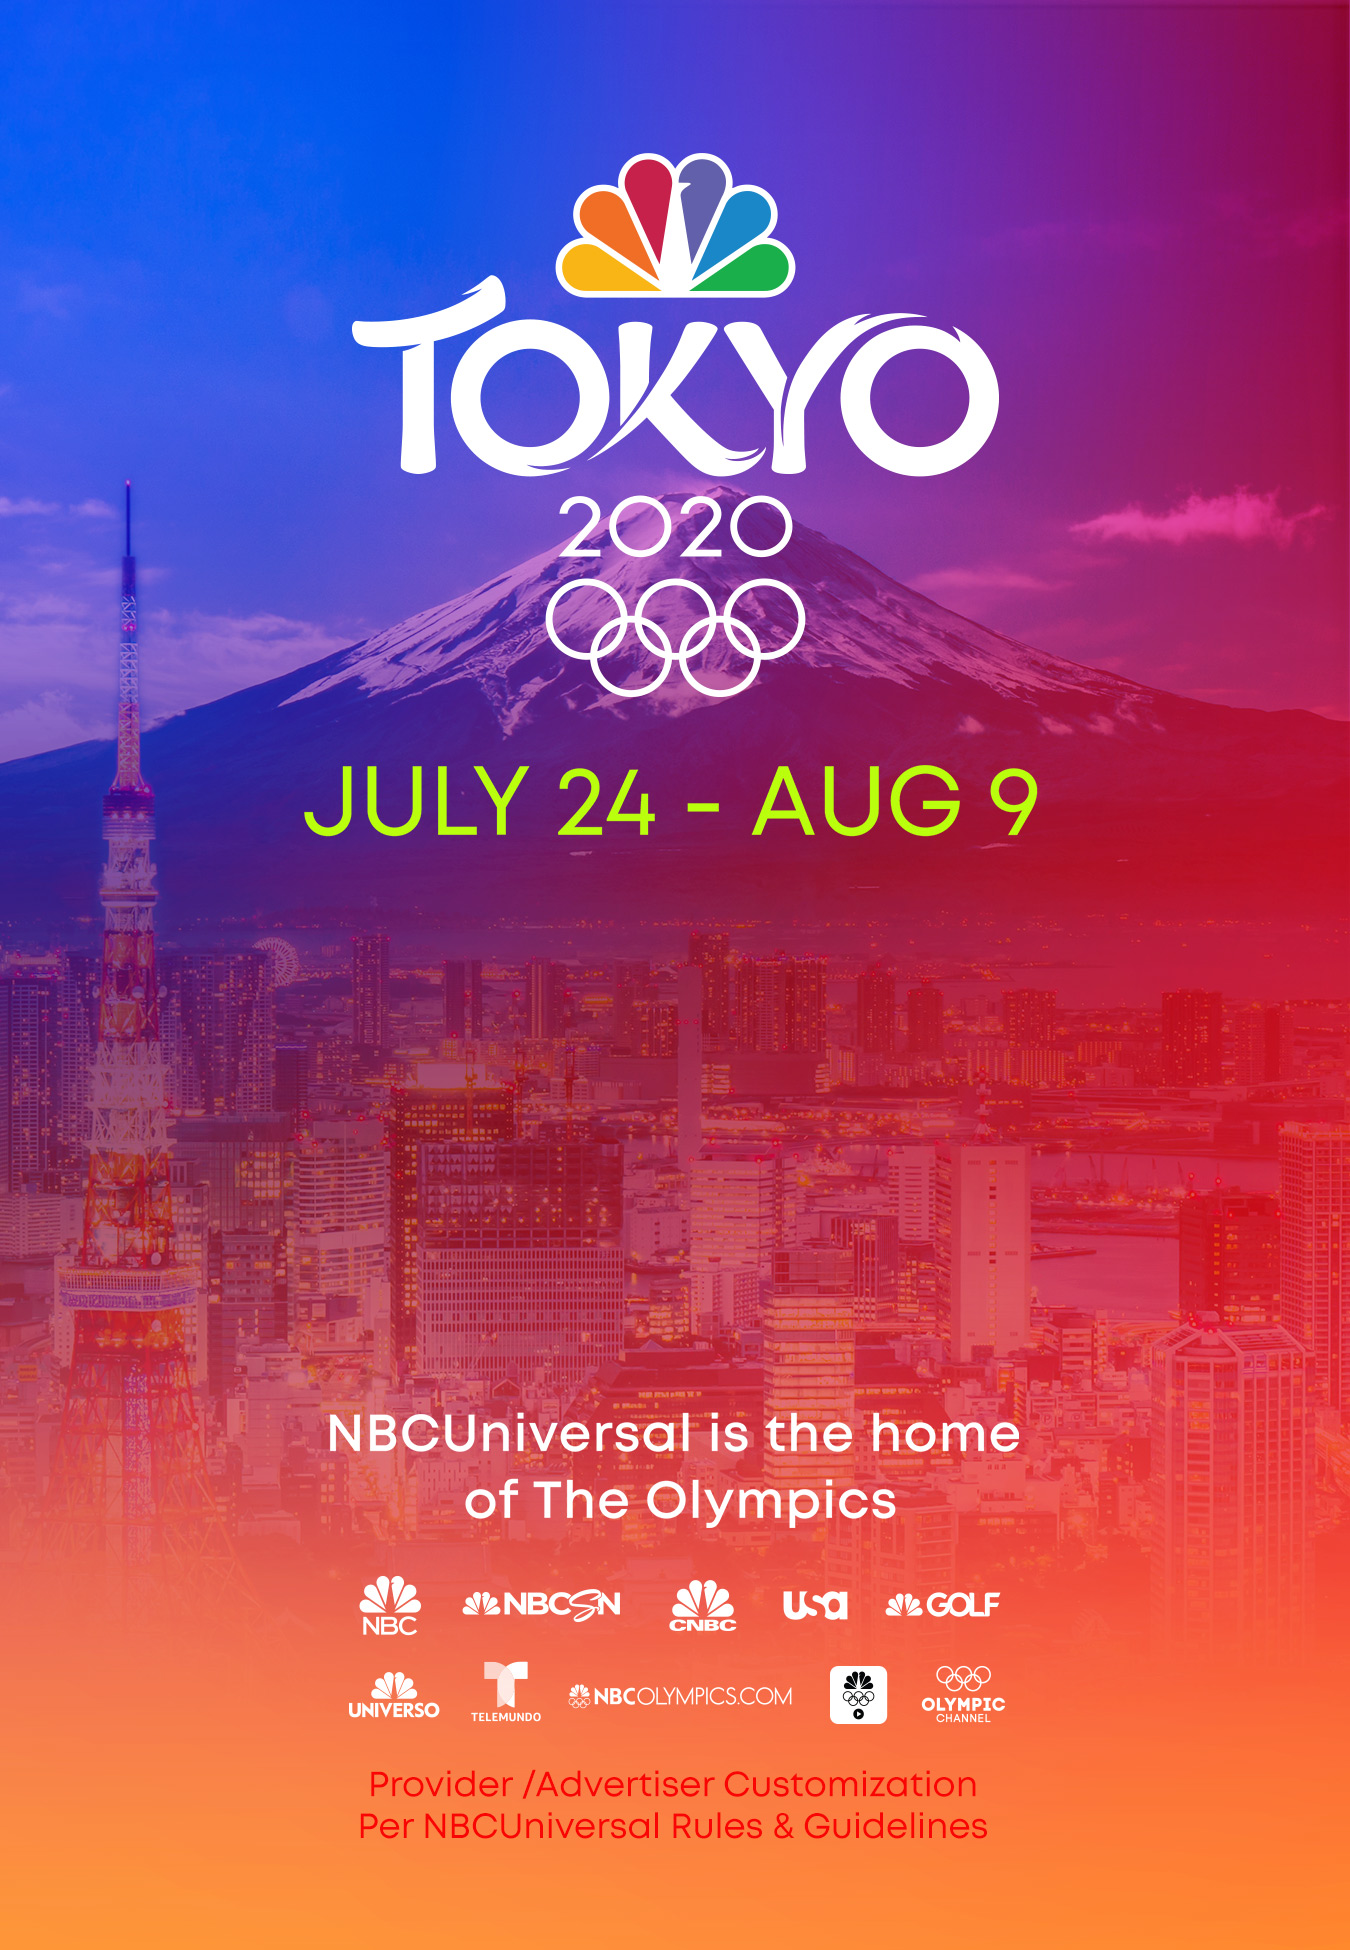 TOKYO
2020
JULY 24 - AUG 9
NBCUniversal is the home
of The Olympics
NBC NBCSN CNBC USA GOLF
UNIVERSO TELEMUNDO NBCOLYMPICS.COM OLYMPIC CHANNEL
Provider /Advertiser Customization
Per NBCUniversal Rules & Guidelines